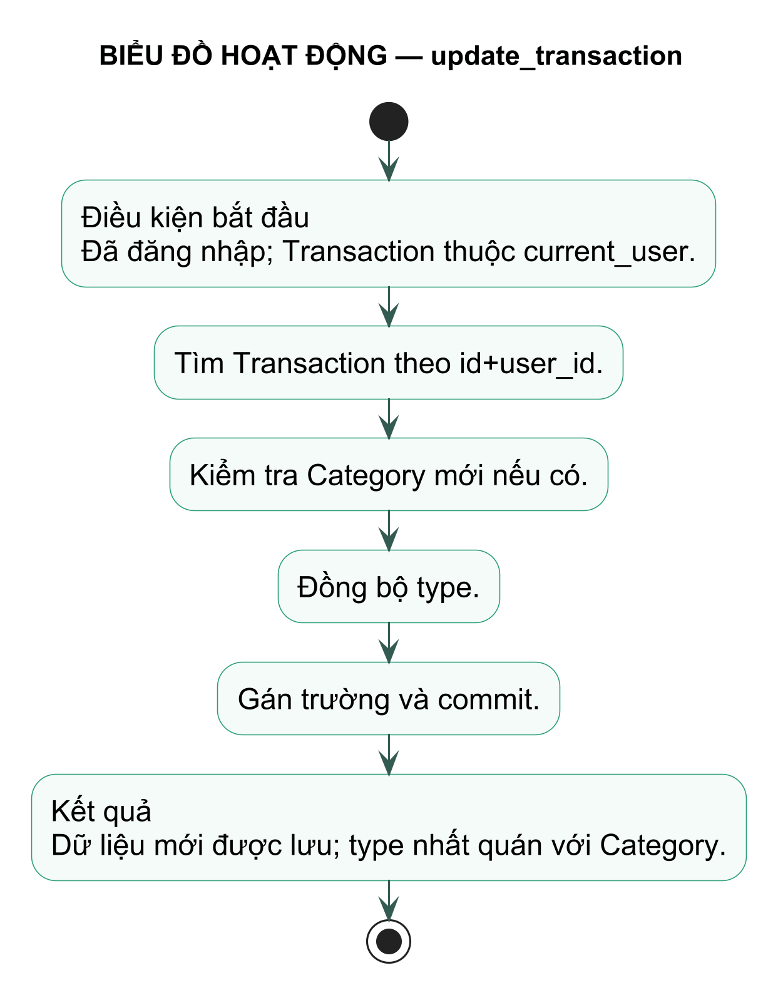 BIỂU ĐỒ HOẠT ĐỘNG — update_transaction
Điều kiện bắt đầu
Đã đăng nhập; Transaction thuộc current_user.
Tìm Transaction theo id+user_id.
Kiểm tra Category mới nếu có.
Đồng bộ type.
Gán trường và commit.
Kết quả
Dữ liệu mới được lưu; type nhất quán với Category.